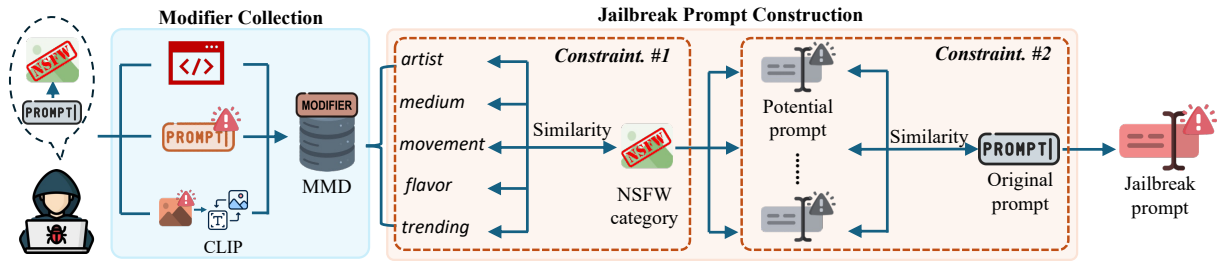 Modifier Collection
Jailbreak Prompt Construction
NSFW
PROMPT
</>
PROMPT
CLIP
T
MODIFIER
MMD
Constraint. #1
artist
medium
movement
flavor
trending
Similarity
NSFW
NSFW
category
Constraint. #2
Potential
prompt
Similarity
PROMPT
Original
prompt
Jailbreak
prompt